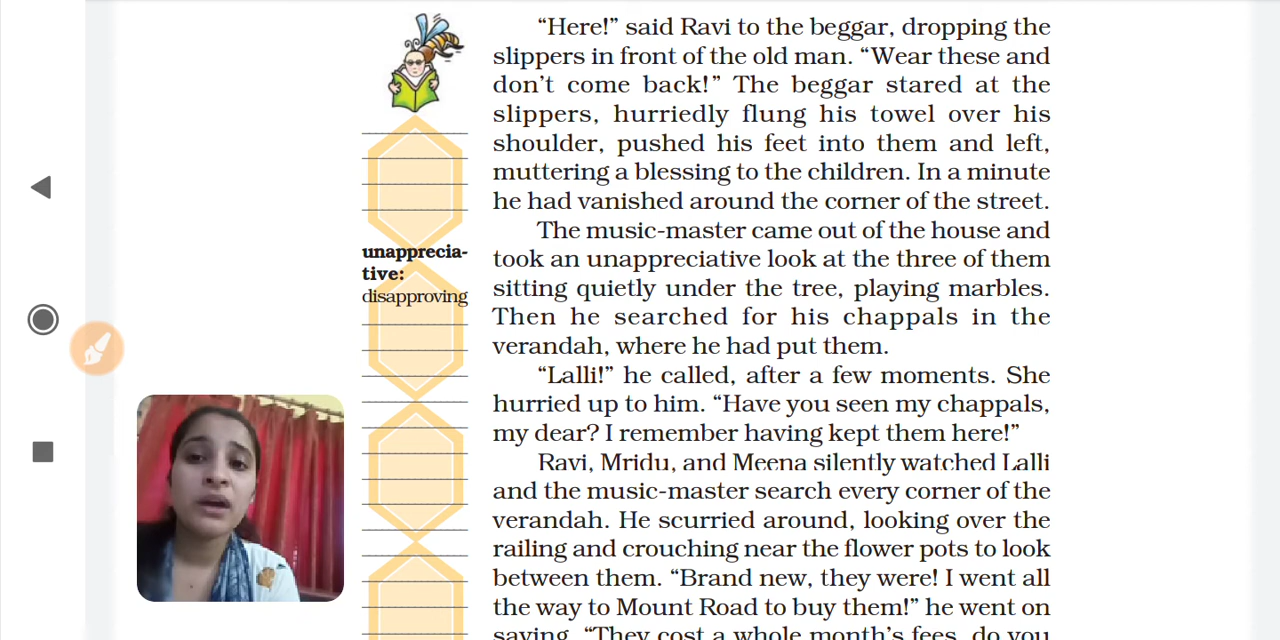 “Here!” said Ravi to the beggar, dropping the
slippers in front of the old man. “Wear these and
don’t come back!” The beggar stared at the
slippers, hurriedly flung his towel over his
shoulder, pushed his feet into them and left,
muttering a blessing to the children. In a minute
he had vanished around the corner of the street.
The music-master came out of the house and
took an unappreciative look at the three of them
sitting quietly under the tree, playing marbles.
Then he searched for his chappals in the
verandah, where he had put them.
“Lalli!” he called, after a few moments. She
hurried up to him. “Have you seen my chappals,
my dear? I remember having kept them here!”
Ravi, Mridu, and Meena silently watched Lalli
and the music-master search every corner of the
verandah. He scurried around, looking over the
railing and crouching near the flower pots to look
between them. “Brand new, they were! I went all
the way to Mount Road to buy them!” he went on
saying. “They cost a whole month’s fees, do you
unapprecia-
tive:
disapproving